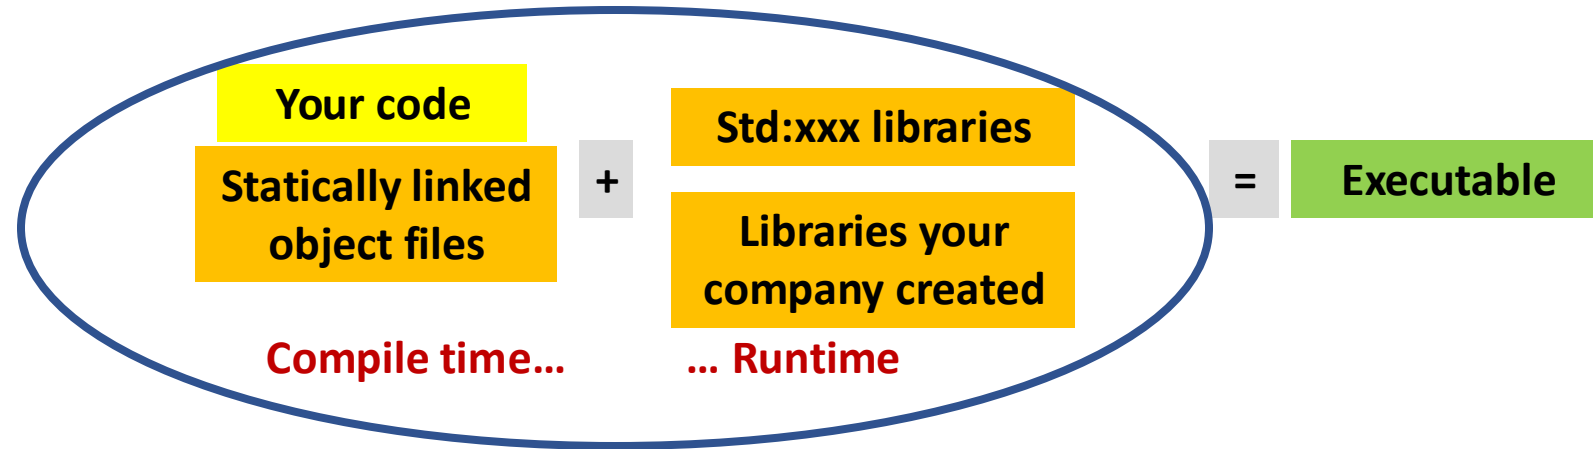 Your code
Statically linked
object files
+
Std:xxx libraries
Libraries your
company created
=
Executable
Compile time...
... Runtime